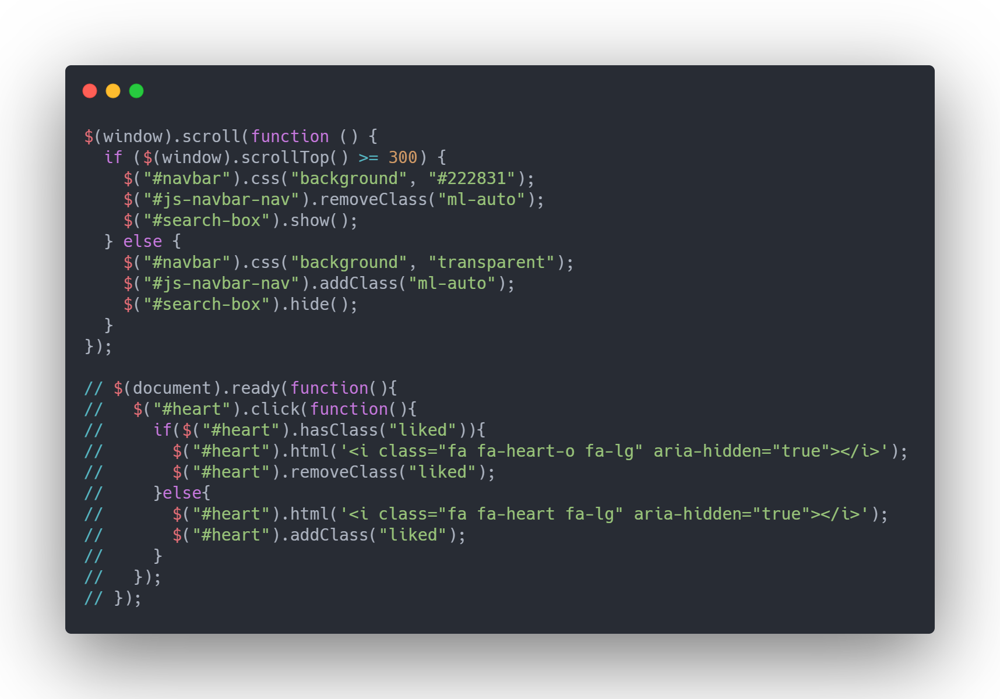 $(window).scroll(function () {
  if ($(window).scrollTop() >= 300) {
    $("#navbar").css("background", "#222831");
    $("#js-navbar-nav").removeClass("ml-auto");
    $("#search-box").show();
  } else {
    $("#navbar").css("background", "transparent");
    $("#js-navbar-nav").addClass("ml-auto");
    $("#search-box").hide();
  }
});

// $(document).ready(function(){
//   $("#heart").click(function(){
//     if($("#heart").hasClass("liked")){
//       $("#heart").html('<i class="fa fa-heart-o fa-lg" aria-hidden="true"></i>');
//       $("#heart").removeClass("liked");
//     }else{
//       $("#heart").html('<i class="fa fa-heart fa-lg" aria-hidden="true"></i>');
//       $("#heart").addClass("liked");
//     }
//   });
// });